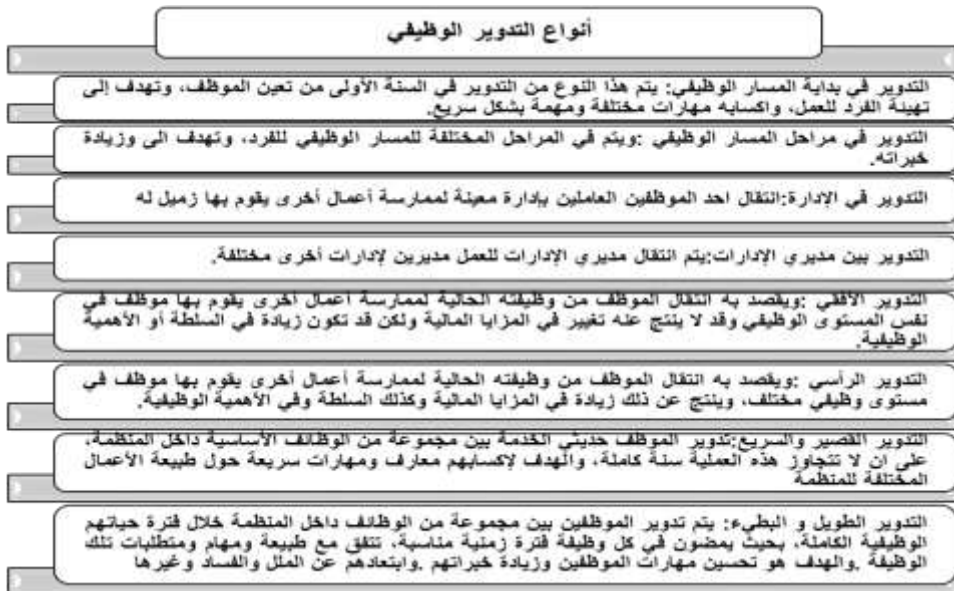 أنواع التدوير الوظيفي
التدوير في بداية المسار الوظيفي: يتم هذا النوع من التدوير في السنة الأولى من تعين الموظف، وتهدف إلى
تهيئة الفرد للعمل، واكسابه مهارات مختلفة ومهمة بشكل سريع.
التدوير في مراحل المسار الوظيفي :ويتم في المراحل المختلفة للمسار الوظيفي للفرد، وتهدف الى وزيادة
خبراته.
التدوير في الإدارة:انتقال احد الموظفين العاملين بإدارة معينة لممارسة أعمال أخرى يقوم بها زميل له
التدوير بين مديري الإدارات:يتم انتقال مديري الإدارات للعمل مديرين لإدارات أخرى مختلفة.
التدوير الأفقي :ويقصد به انتقال الموظف من وظيفته الحالية لممارسة أعمال أخرى يقوم بها موظف في
نفس المستوى الوظيفي وقد لا ينتج عنه تغيير في المزايا المالية ولكن قد تكون زيادة في السلطة أو الأهمية
الوظيفية.
التدوير الرأسي :ويقصد به انتقال الموظف من وظيفته الحالية لممارسة أعمال أخرى يقوم بها موظف في
مستوى وظيفي مختلف، وينتج عن ذلك زيادة في المزايا المالية وكذلك السلطة وفي الأهمية الوظيفية.
التدوير القصير والسريع:تدوير الموظف حديثي الخدمة بين مجموعة من الوظائف الأساسية داخل المنظمة،
على ان لا تتجاوز هذه العملية سنة كاملة، والهدف لإكسابهم معارف ومهارات سريعة حول طبيعة الأعمال
المختلفة للمنظمة
التدوير الطويل و البطيء: يتم تدوير الموظفين بين مجموعة من الوظائف داخل المنظمة خلال فترة حياتهم
الوظيفية الكاملة، بحيث يمضون في كل وظيفة فترة زمنية مناسبة، تتفق مع طبيعة ومهام ومتطلبات تلك
الوظيفة .والهدف هو تحسين مهارات الموظفين وزيادة خبراتهم .وابتعادهم عن الملل والفساد وغيرها